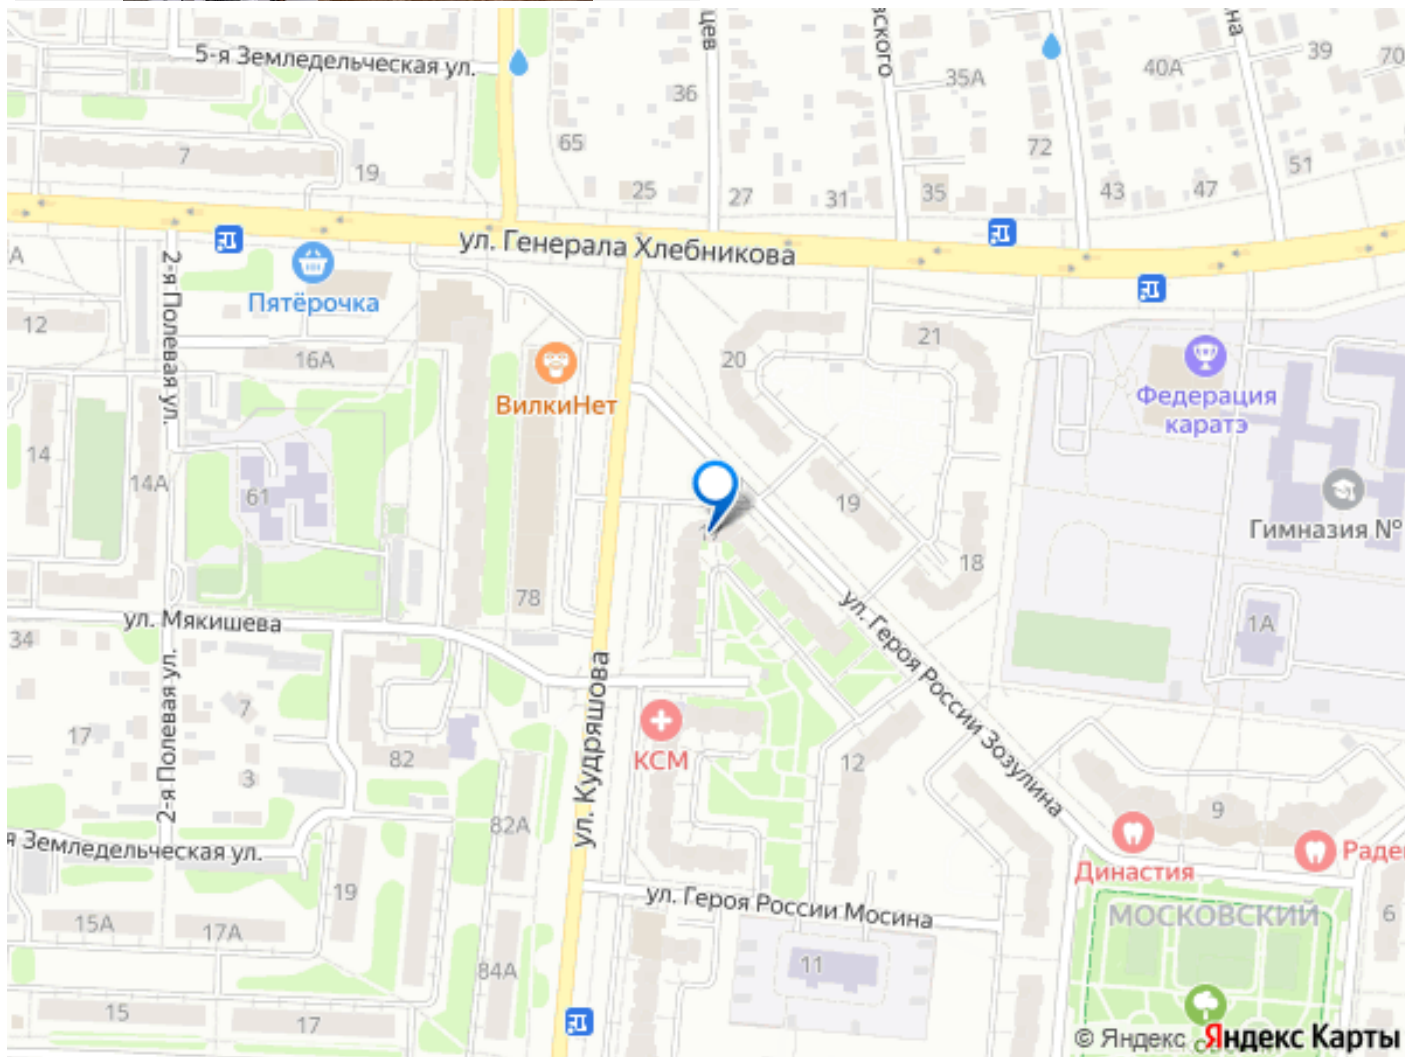 цев
вского
на
5-я Земледельческая ул.
35А
40А
39
70
36
65
72
7
19
25
27
31
35
43
47
51
ул. Генерала Хлебникова
А
2-я Полевая ул.
Пятёрочка
12
16А
20
21
ВилкиНет
Федерация
каратэ
14
14А
61
19
Гимназия №
18
78
ул. Мякишева
34
ул. Героя России Зозулина
1А
2-я Полевая ул.
7
17
3
82
КСМ
12
ул. Кудряшова
9
82А
я Земледельческая ул.
Династия
Раден
19
ул. Героя России Мосина
МОСКОВСКИЙ
6
15А
17А
84А
11
15
17
© Яндекс Яндекс Карты